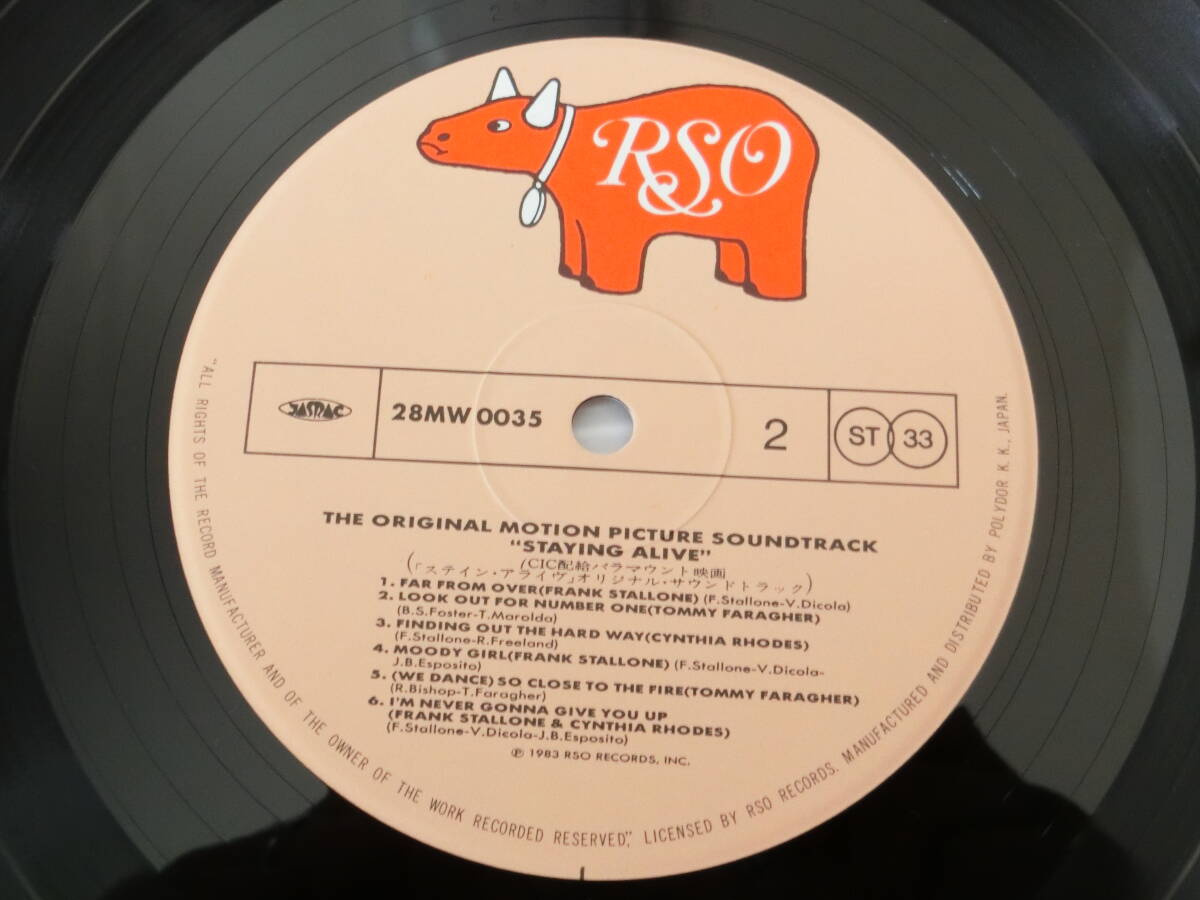 RSO
JASRAC
28MW 0035
2
ST 33
THE ORIGINAL MOTION PICTURE SOUNDTRACK
"STAYING ALIVE"
(CIC配給パラマウント映画
「ステイン・アライヴ」オリジナル・サウンドトラック)
1. FAR FROM OVER(FRANK STALLONE) (F.Stallone-V.Dicola)
2. LOOK OUT FOR NUMBER ONE(TOMMY FARAGHER)
(B.S.Foster-T.Marolda)
3. FINDING OUT THE HARD WAY(CYNTHIA RHODES)
(F.Stallone-R.Freeland)
4. MOODY GIRL(FRANK STALLONE) (F.Stallone-V.Dicola-
J.B.Esposito)
5. (WE DANCE) SO CLOSE TO THE FIRE(TOMMY FARAGHER)
(R.Bishop-T.Faragher)
6. I'M NEVER GONNA GIVE YOU UP
(FRANK STALLONE & CYNTHIA RHODES)
(F.Stallone-V.Dicola-J.B.Esposito)
℗ 1983 RSO RECORDS, INC.
"ALL RIGHTS OF THE RECORD MANUFACTURER AND OF THE OWNER OF THE WORK RECORDED RESERVED," LICENSED BY RSO RECORDS. MANUFACTURED AND DISTRIBUTED BY POLYDOR K. K., JAPAN.